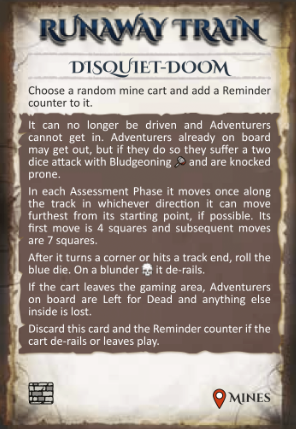 RUNAWAY TRAIN
DISQUIET-DOOM
Choose a random mine cart and add a Reminder
counter to it.
It can no longer be driven and Adventurers
cannot get in. Adventurers already on board
may get out, but if they do so they suffer a two
dice attack with Bludgeoning and are knocked
prone.
In each Assessment Phase it moves once along
the track in whichever direction it can move
furthest from its starting point, if possible. Its
first move is 4 squares and subsequent moves
are 7 squares.
After it turns a corner or hits a track end, roll the
blue die. On a blunder it de-rails.
If the cart leaves the gaming area, Adventurers
on board are Left for Dead and anything else
inside is lost.
Discard this card and the Reminder counter if the
cart de-rails or leaves play.
MINES